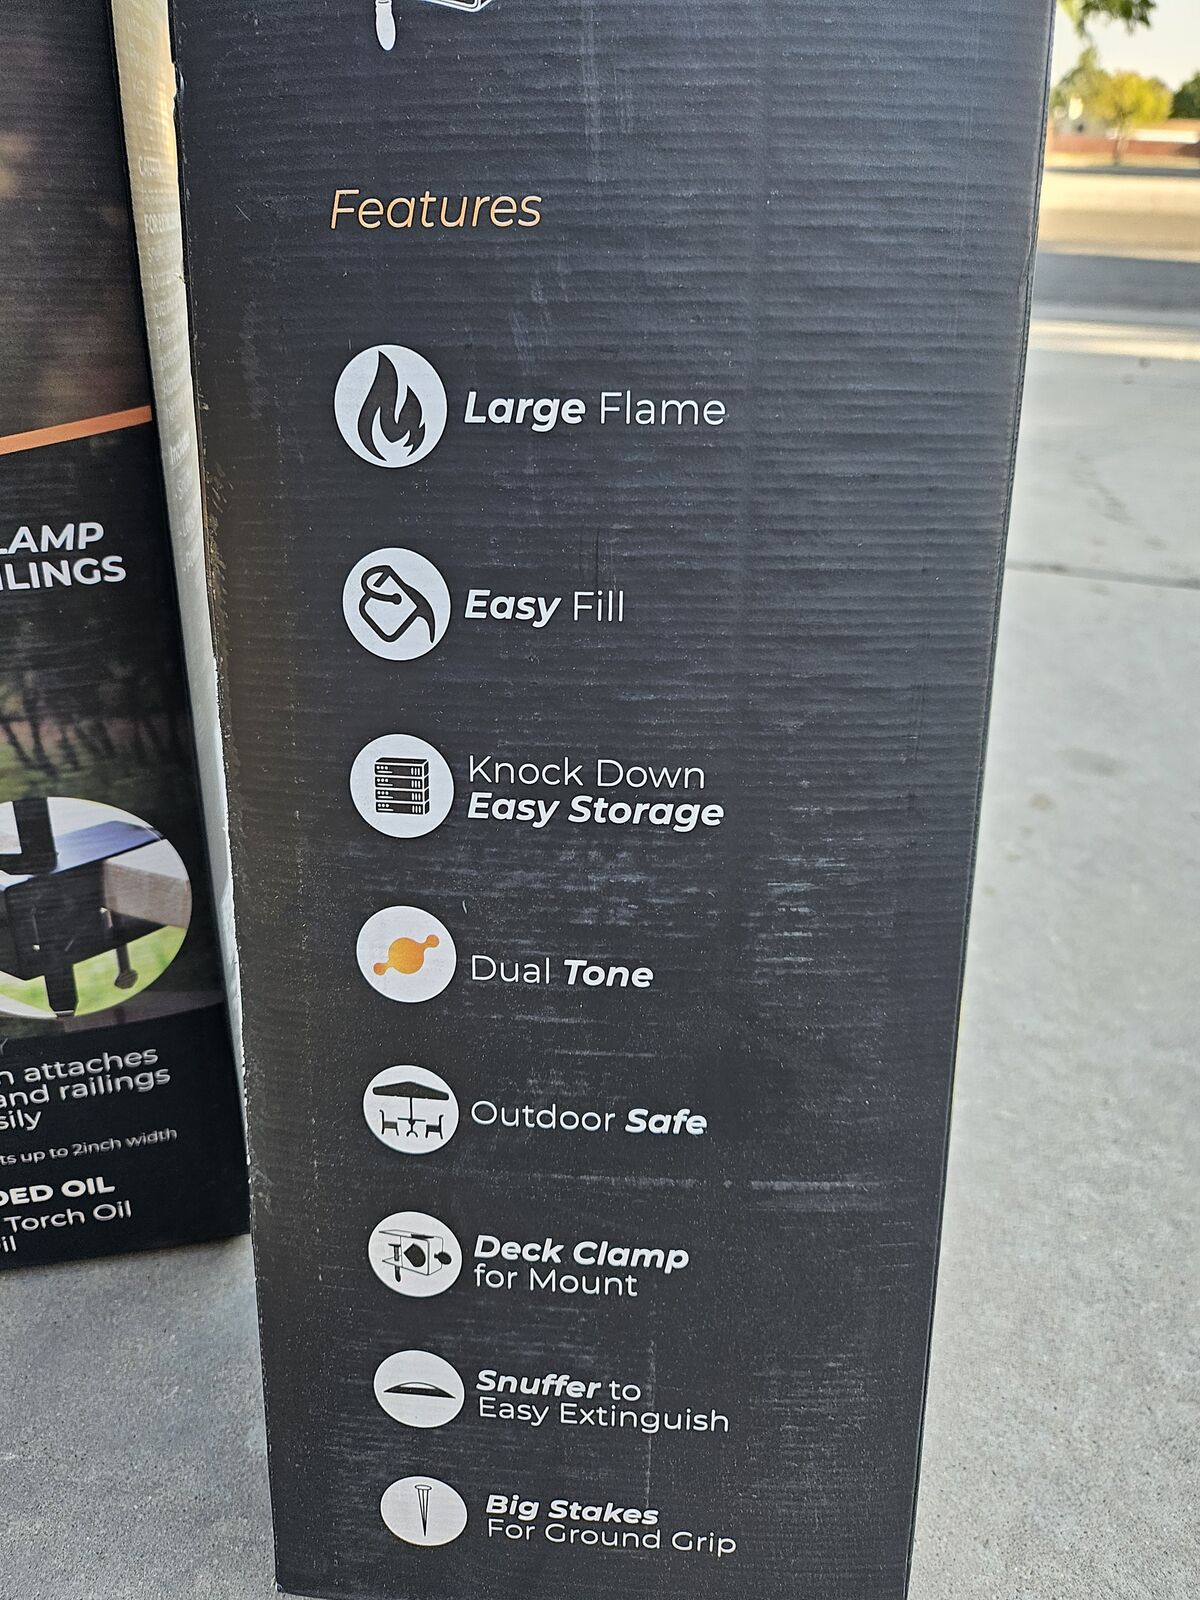 Features
Large Flame
Easy Fill
Knock Down
Easy Storage
Dual Tone
Outdoor Safe
Deck Clamp
for Mount
Snuffer to
Easy Extinguish
Big Stakes
For Ground Grip
LAMP
ILINGS
n attaches
and railings
sily
ts up to 2inch width
DED OIL
Torch Oil
il